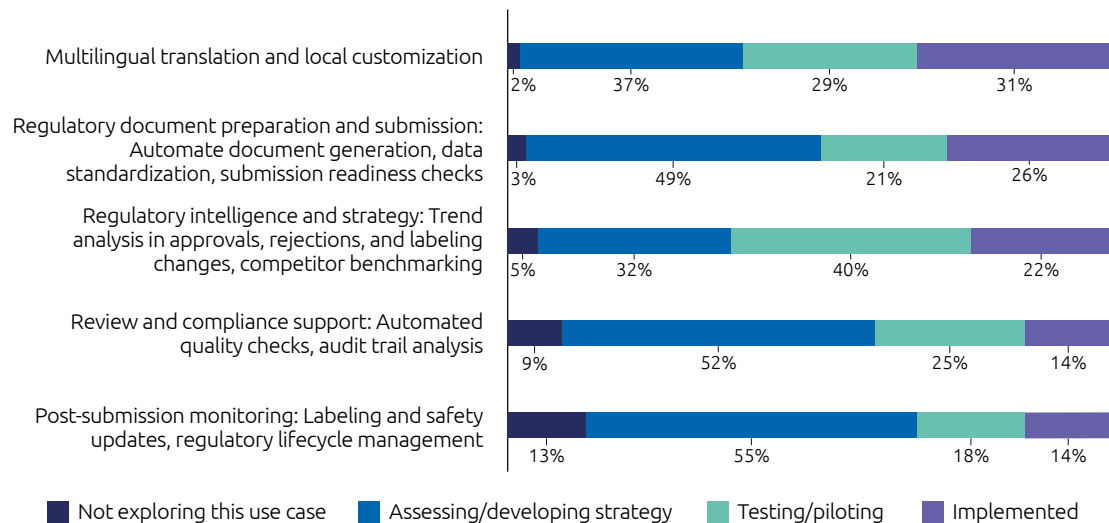 Multilingual translation and local customization
2% 37% 29% 31%
Regulatory document preparation and submission:
Automate document generation, data
standardization, submission readiness checks
3% 49% 21% 26%
Regulatory intelligence and strategy: Trend
analysis in approvals, rejections, and labeling
changes, competitor benchmarking
5% 32% 40% 22%
Review and compliance support: Automated
quality checks, audit trail analysis
9% 52% 25% 14%
Post-submission monitoring: Labeling and safety
updates, regulatory lifecycle management
13% 55% 18% 14%
Not exploring this use case Assessing/developing strategy Testing/piloting Implemented